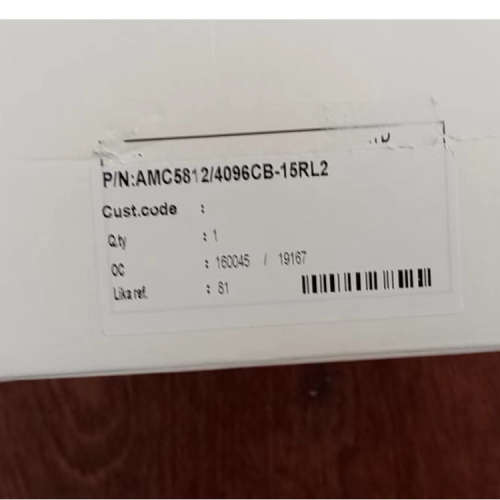 P/N:AMC5812/4096CB-15RL2
Cust.code :
Q.ty : 1
OC : 160045 / 19167
Lika ref. : 81